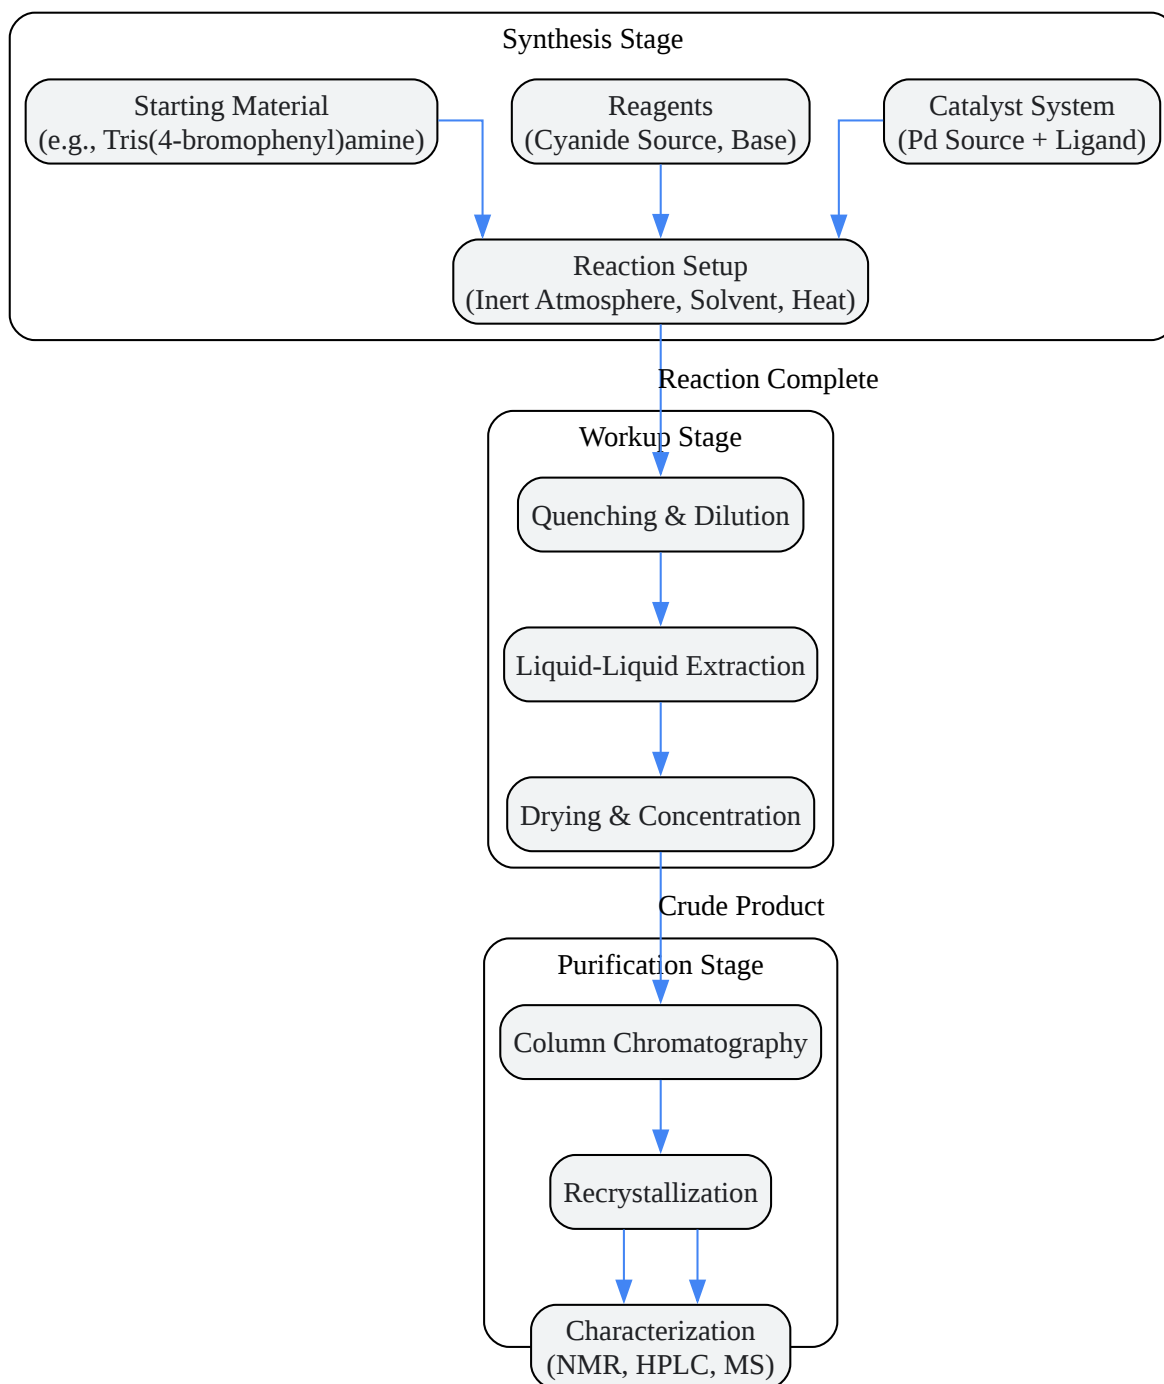 Synthesis Stage
Starting Material
(e.g., Tris(4-bromophenyl)amine)
Reagents
(Cyanide Source, Base)
Catalyst System
(Pd Source + Ligand)
Reaction Setup
(Inert Atmosphere, Solvent, Heat)
Reaction Complete
Workup Stage
Quenching & Dilution
Liquid-Liquid Extraction
Drying & Concentration
Crude Product
Purification Stage
Column Chromatography
Recrystallization
Characterization
(NMR, HPLC, MS)